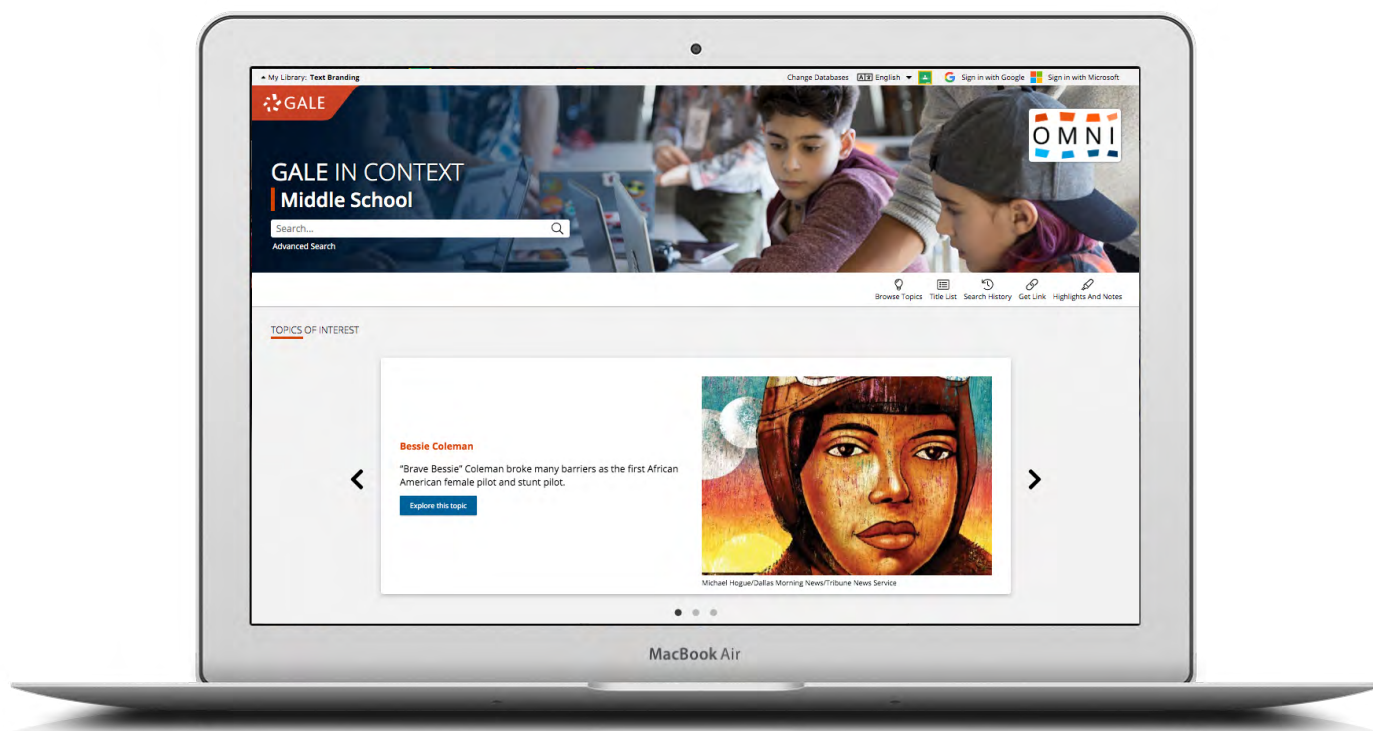 My Library: Text Branding
Change Databases
English
Sign in with Google
Sign in with Microsoft
GALE
OMNI
GALE IN CONTEXT
Middle School
Search...
Advanced Search
Browse Topics
Title List
Search History
Get Link
Highlights And Notes
TOPICS OF INTEREST
Bessie Coleman
"Brave Bessie" Coleman broke many barriers as the first African
American female pilot and stunt pilot.
Explore this topic
Michael Hogue/Dallas Morning News/Tribune News Service
MacBook Air